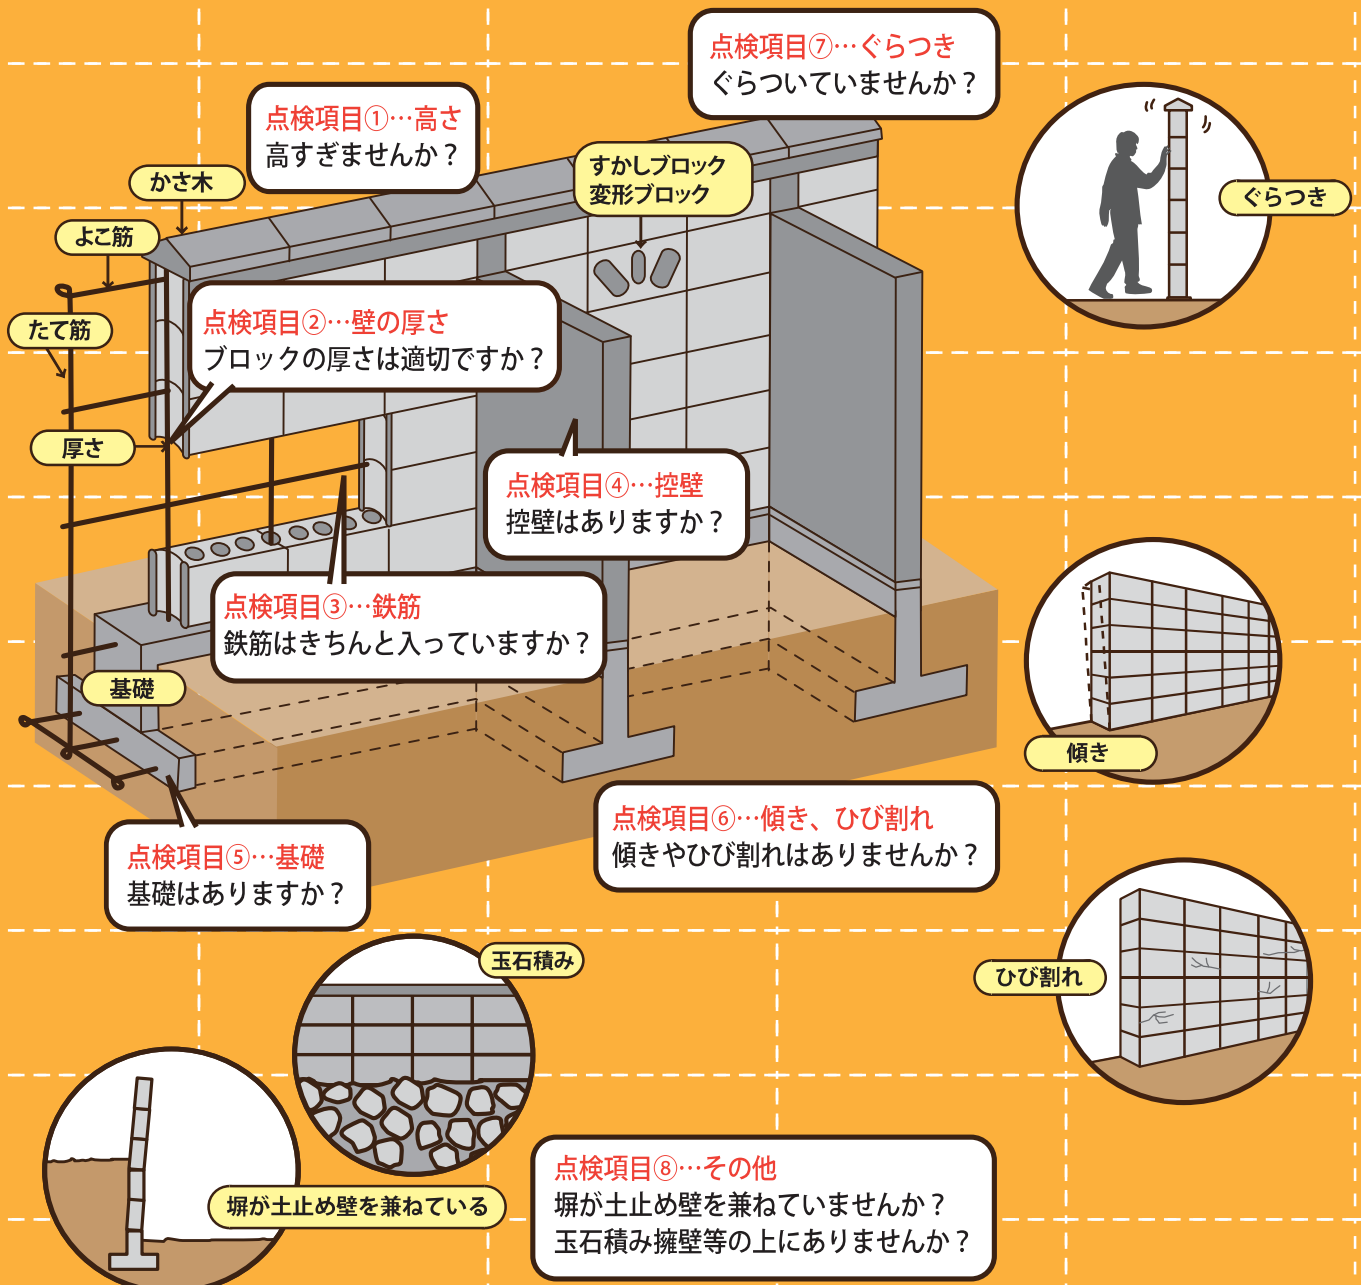 点検項目⑦…ぐらつき
ぐらついていませんか？
点検項目①…高さ
高すぎませんか？
すかしブロック
変形ブロック
かさ木
ぐらつき
よこ筋
点検項目②…壁の厚さ
ブロックの厚さは適切ですか？
たて筋
厚さ
点検項目④…控壁
控壁はありますか？
点検項目③…鉄筋
鉄筋はきちんと入っていますか？
基礎
傾き
点検項目⑥…傾き、ひび割れ
傾きやひび割れはありませんか？
点検項目⑤…基礎
基礎はありますか？
玉石積み
ひび割れ
塀が土止め壁を兼ねている
点検項目⑧…その他
塀が土止め壁を兼ねていませんか？
玉石積み擁壁等の上にありませんか？